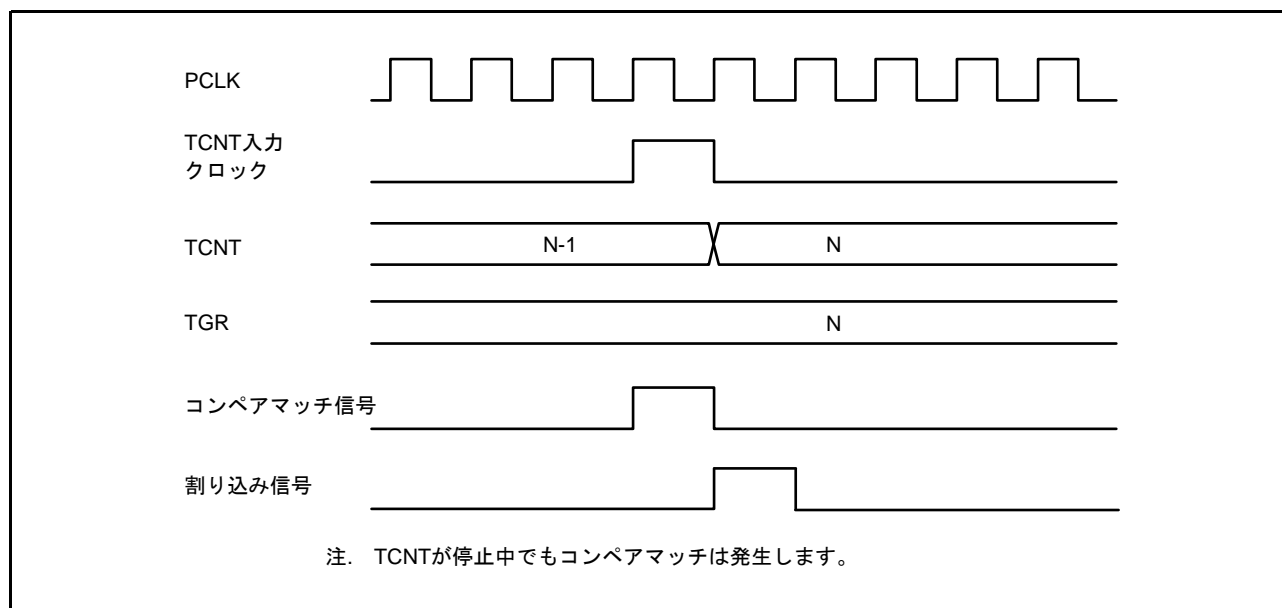 PCLK
TCNT入力
クロック
TCNT
N-1
N
TGR
N
コンペアマッチ信号
割り込み信号
注. TCNTが停止中でもコンペアマッチは発生します。